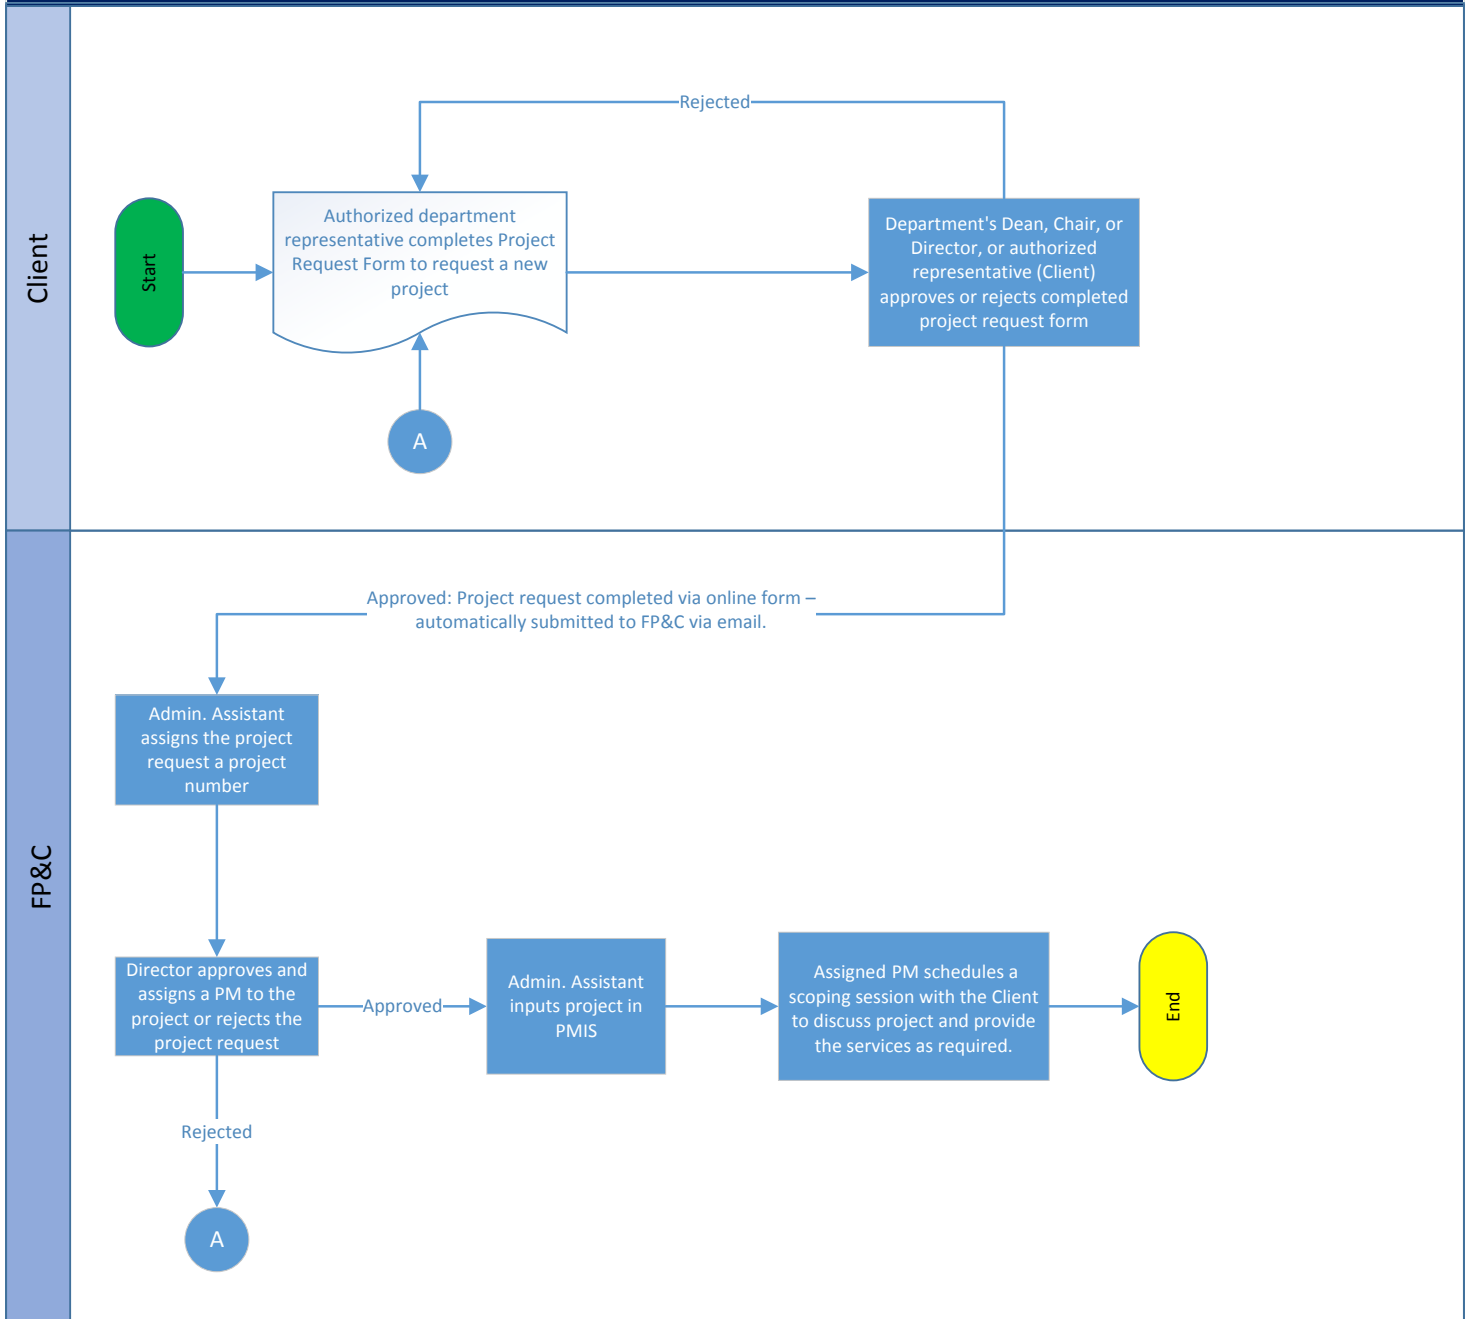 Client
Start
Rejected
Authorized department
representative completes Project
Request Form to request a new
project
Department's Dean, Chair, or
Director, or authorized
representative (Client)
approves or rejects completed
project request form
A
FP&C
Approved: Project request completed via online form –
automatically submitted to FP&C via email.
Admin. Assistant
assigns the project
request a project
number
Director approves and
assigns a PM to the
project or rejects the
project request
Approved
Admin. Assistant
inputs project in
PMIS
Assigned PM schedules a
scoping session with the Client
to discuss project and provide
the services as required.
End
Rejected
A